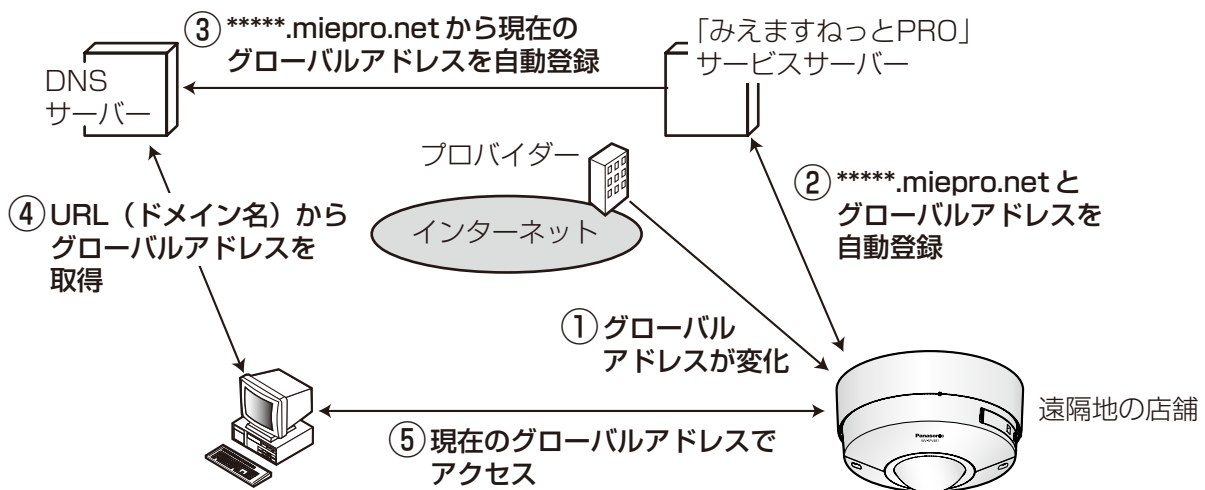 ③*****.miepro.net から現在の
グローバルアドレスを自動登録
「みえますねっとPRO」
サービスサーバー
DNS
サーバー
プロバイダー
インターネット
②*****.miepro.net と
グローバルアドレスを
自動登録
④URL（ドメイン名）から
グローバルアドレスを
取得
①グローバル
アドレスが変化
遠隔地の店舗
Panasonic
⑤現在のグローバルアドレスで
アクセス